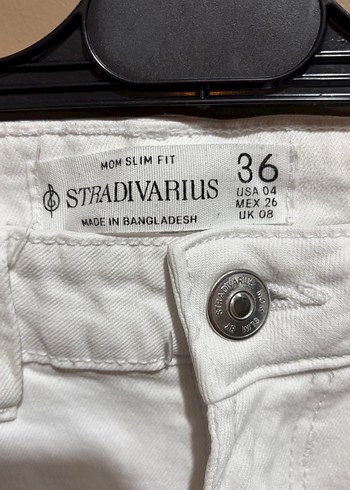 MOM SLIM FIT
STRADIVARIUS
MADE IN BANGLADESH
36
USA 04
MEX 26
UK 08
STRADIVARIUS